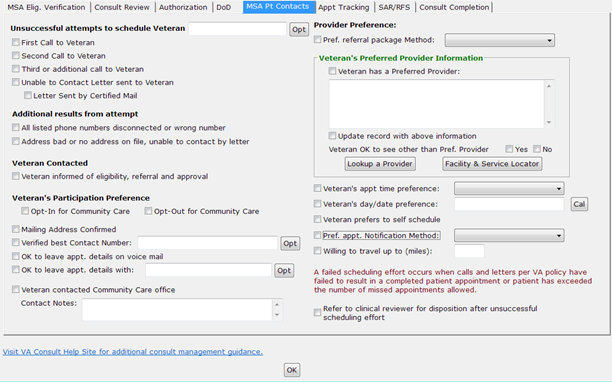 MSA Elig. Verification Consult Review Authorization DoD MSA Pt Contacts Appt Tracking SAR/RFS Consult Completion
Unsuccessful attempts to schedule Veteran Opt
First Call to Veteran
Second Call to Veteran
Third or additional call to Veteran
Unable to Contact Letter sent to Veteran
Letter Sent by Certified Mail
Additional results from attempt
All listed phone numbers disconnected or wrong number
Address bad or no address on file, unable to contact by letter
Veteran Contacted
Veteran informed of eligibility, referral and approval
Veteran's Participation Preference
Opt-In for Community Care Opt-Out for Community Care
Mailing Address Confirmed
Verified best Contact Number: Opt
OK to leave appt. details on voice mail
OK to leave appt. details with: Opt
Veteran contacted Community Care office
Contact Notes:
Provider Preference:
Pref. referral package Method:
Veteran's Preferred Provider Information
Veteran has a Preferred Provider:
Update record with above information
Veteran OK to see other than Pref. Provider Yes No
Lookup a Provider Facility & Service Locator
Veteran's appt time preference:
Veteran's day/date preference: Cal
Veteran prefers to self schedule
Pref. appt. Notification Method:
Willing to travel up to (miles):
A failed scheduling effort occurs when calls and letters per VA policy have
failed to result in a completed patient appointment or patient has exceeded
the number of missed appointments allowed.
Refer to clinical reviewer for disposition after unsuccessful
scheduling effort
Visit VA Consult Help Site for additional consult management guidance.
OK